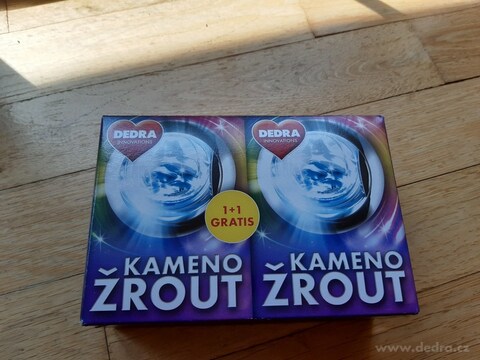 DEDRA
INNOVATIONS
KAMENO
ŽROUT
1+1
GRATIS
DEDRA
INNOVATIONS
KAMENO
ŽROUT
www.dedra.cz